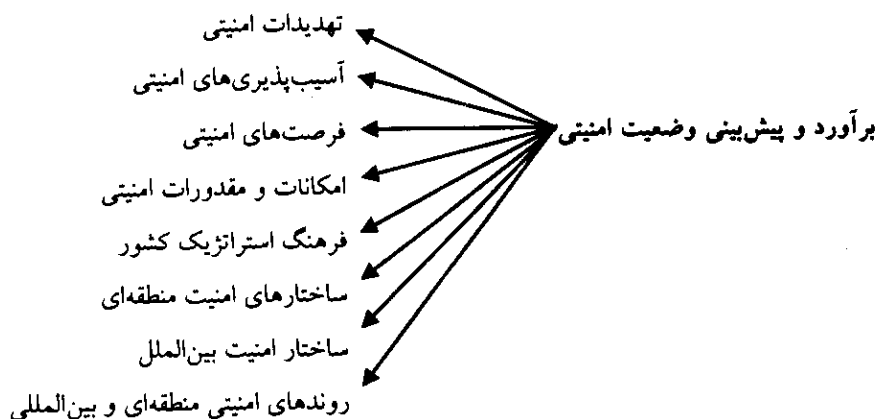 تهدیدات امنیتی
آسیب‌پذیری‌های امنیتی
برآورد و پیش‌بینی وضعیت امنیتی
فرصت‌های امنیتی
امکانات و مقدورات امنیتی
فرهنگ استراتژیک کشور
ساختارهای امنیت منطقه‌ای
ساختار امنیت بین‌الملل
روندهای امنیتی منطقه‌ای و بین‌المللی